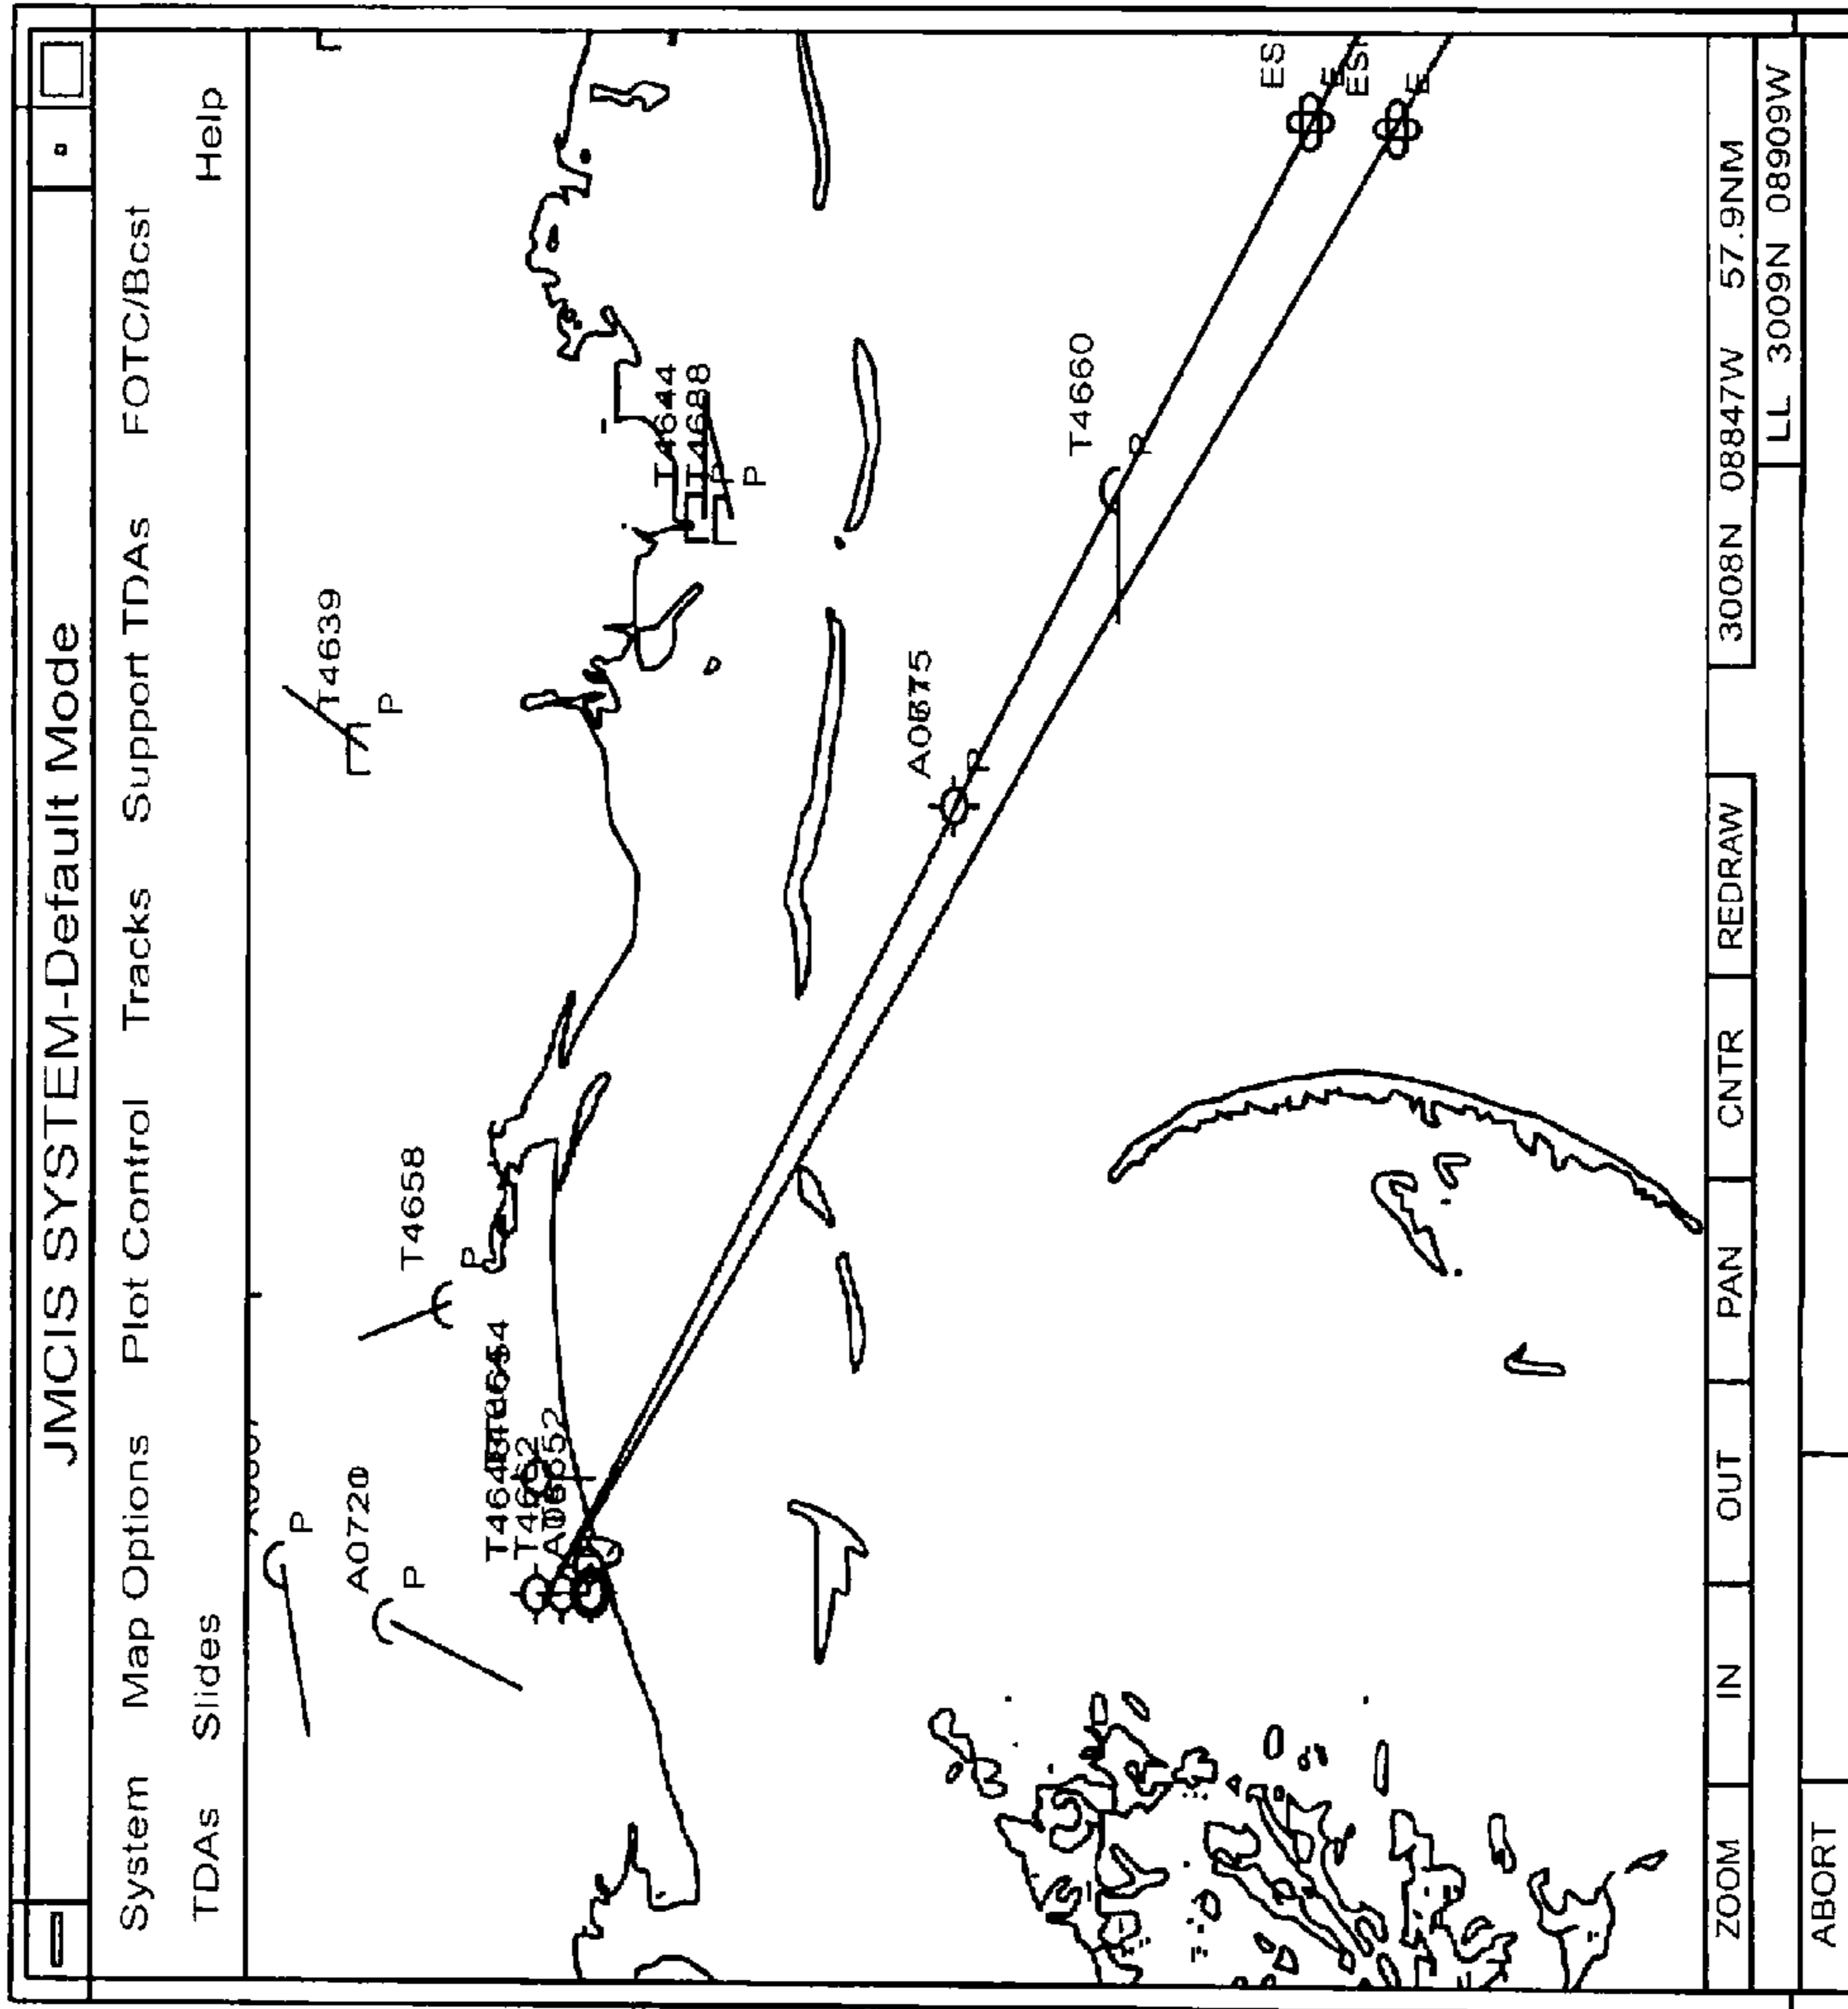 JMCIS SYSTEM-Default Mode
System Map Options Plot Control Tracks Support TDAs FOTC/Bcst
TDAs Slides Help
P
A0720
P
T4658
P
T4639
P
T4644
T4688
P
P
P
T4660
P
ES
E
ES
E
ZOOM IN OUT PAN CNTR REDRAW 3008N 08847W 57.9NM
LL 3009N 08909W
ABORT